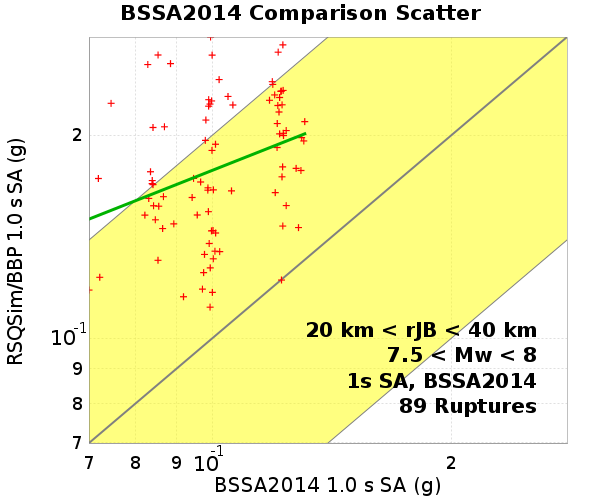 BSSA2014 Comparison Scatter
RSQSim/BBP 1.0 s SA (g)
2
10-1
9
8
7
20 km < rJB < 40 km
7.5 < Mw < 8
1s SA, BSSA2014
89 Ruptures
7 8 9 10-1 2
BSSA2014 1.0 s SA (g)